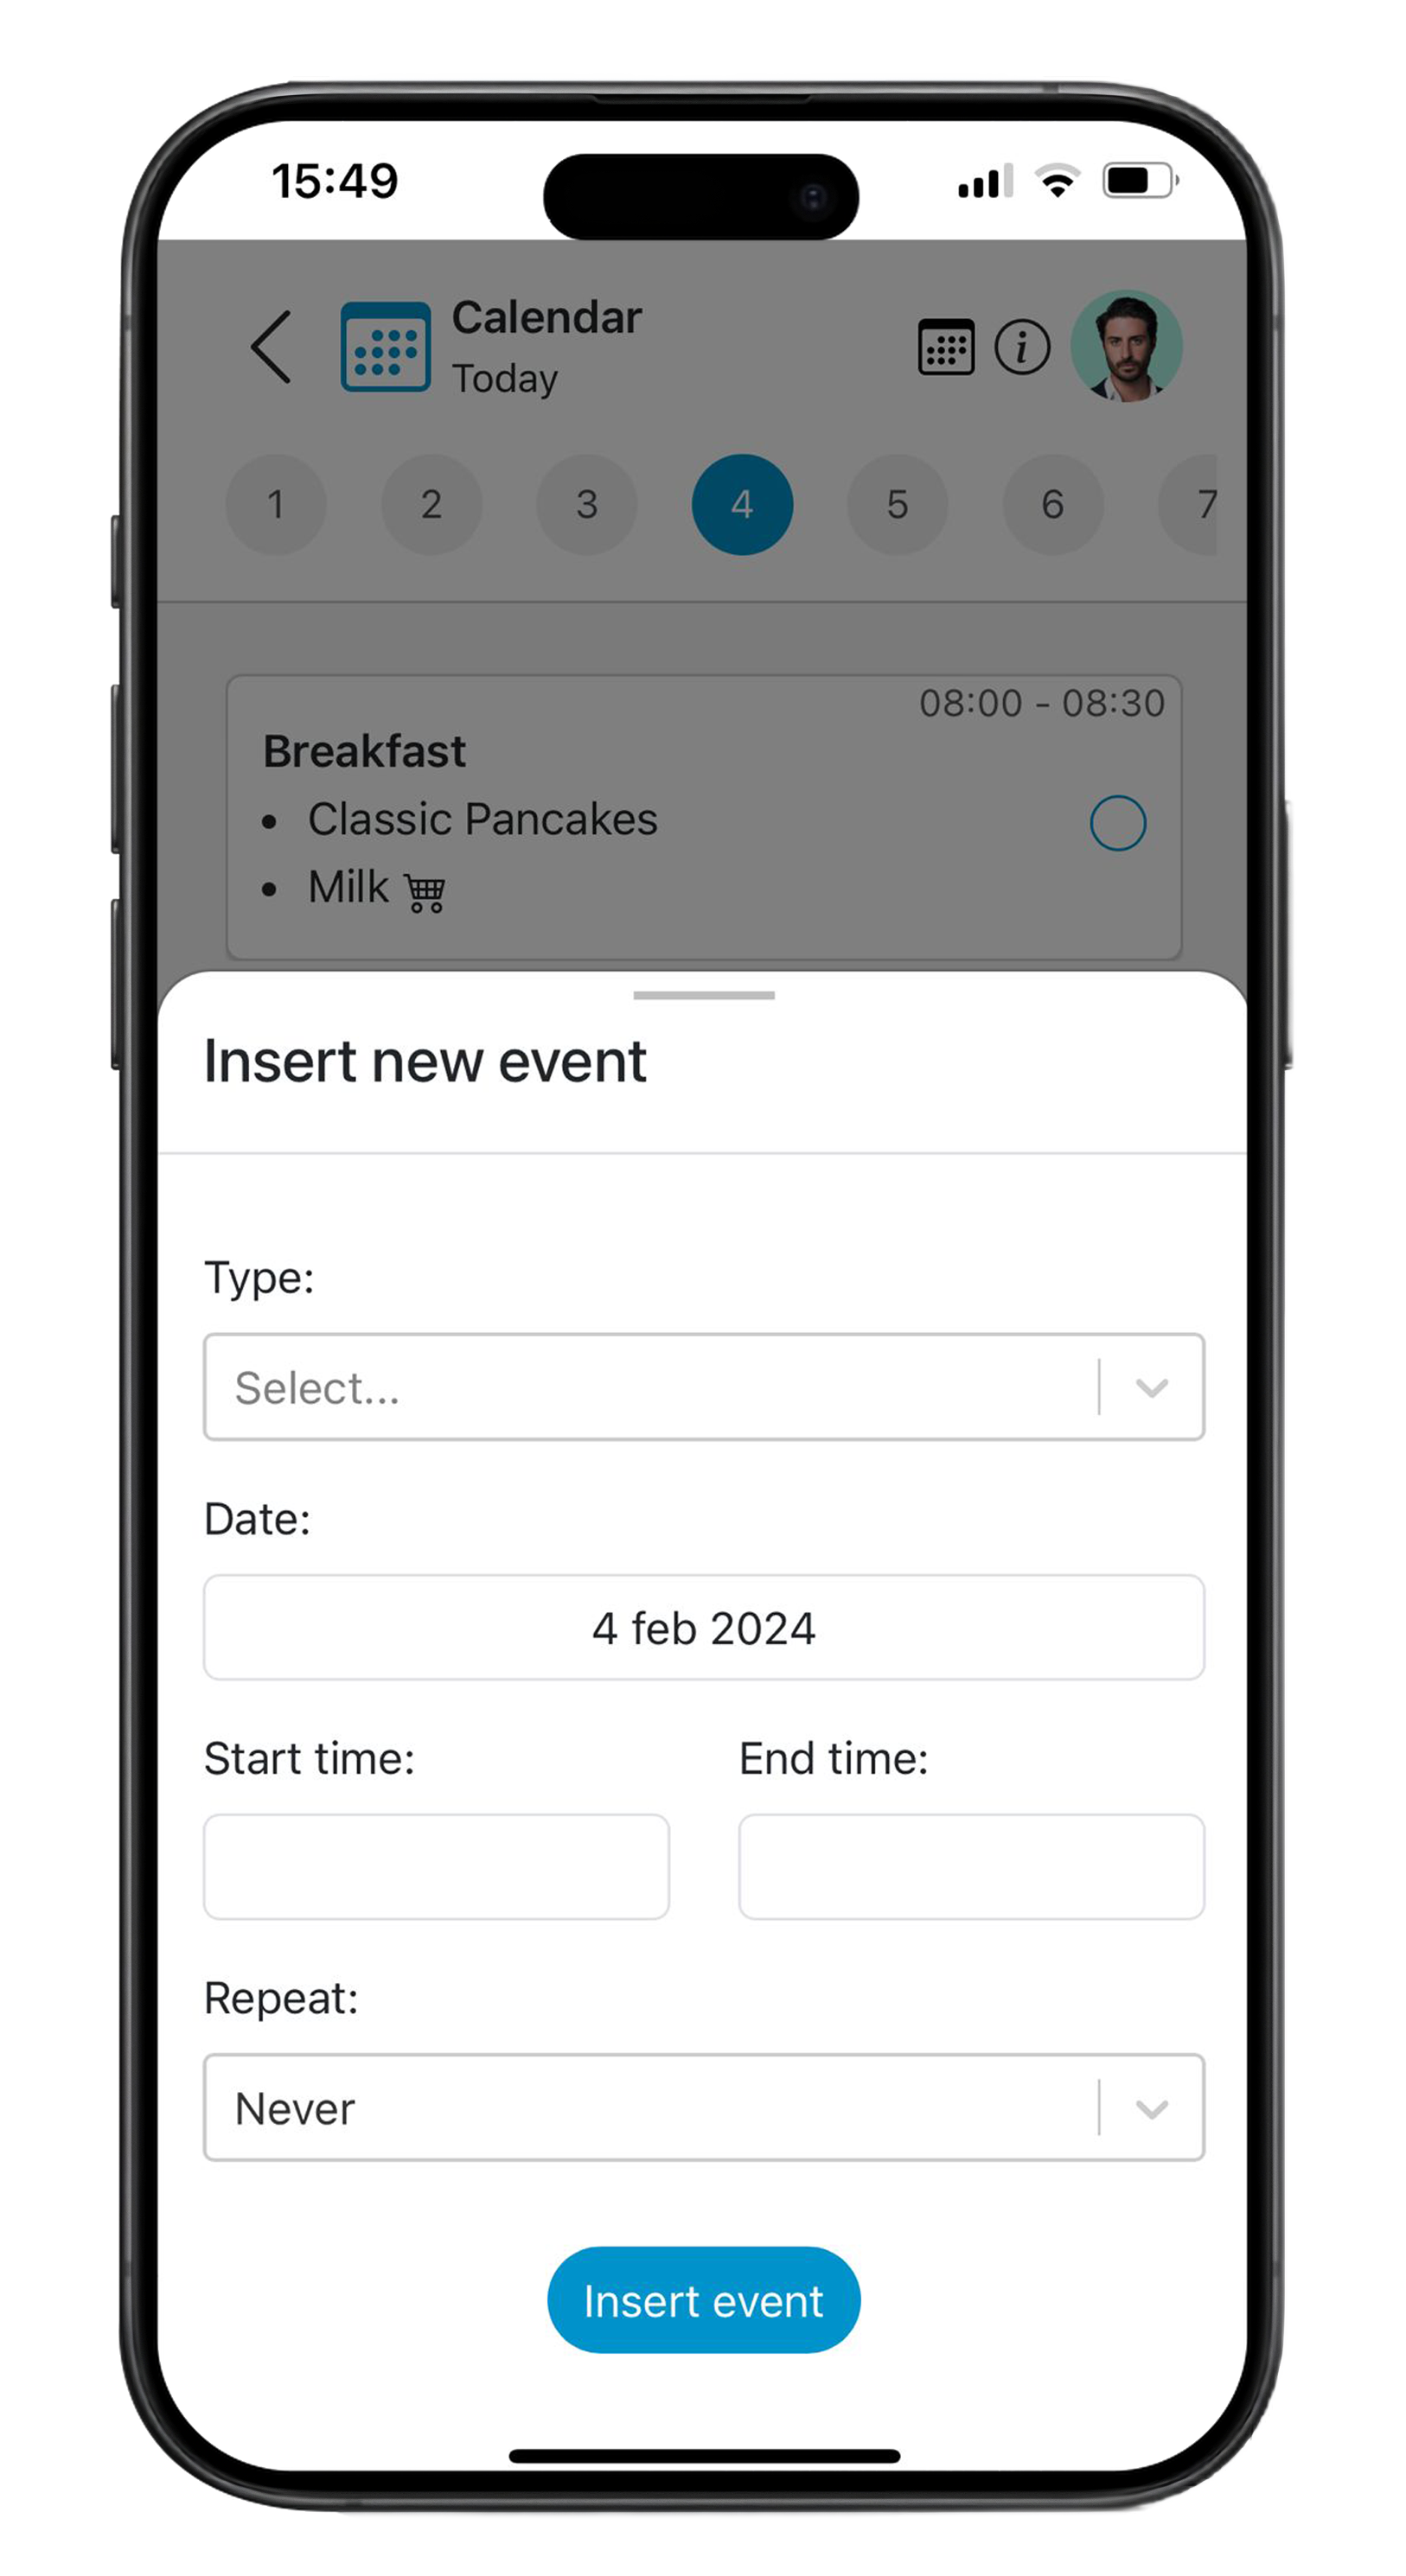 15:49
Calendar
Today
1 2 3 4 5 6 7
08:00 - 08:30
Breakfast
• Classic Pancakes
• Milk
Insert new event
Type:
Select...
Date:
4 feb 2024
Start time: End time:
Repeat:
Never
Insert event